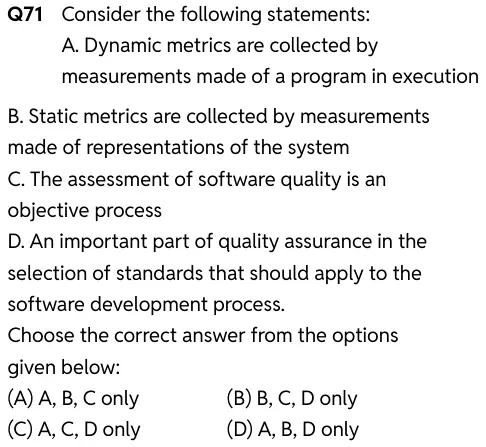 Q71 Consider the following statements:
A. Dynamic metrics are collected by
measurements made of a program in execution
B. Static metrics are collected by measurements
made of representations of the system
C. The assessment of software quality is an
objective process
D. An important part of quality assurance in the
selection of standards that should apply to the
software development process.
Choose the correct answer from the options
given below:
(A) A, B, C only (B) B, C, D only
(C) A, C, D only (D) A, B, D only